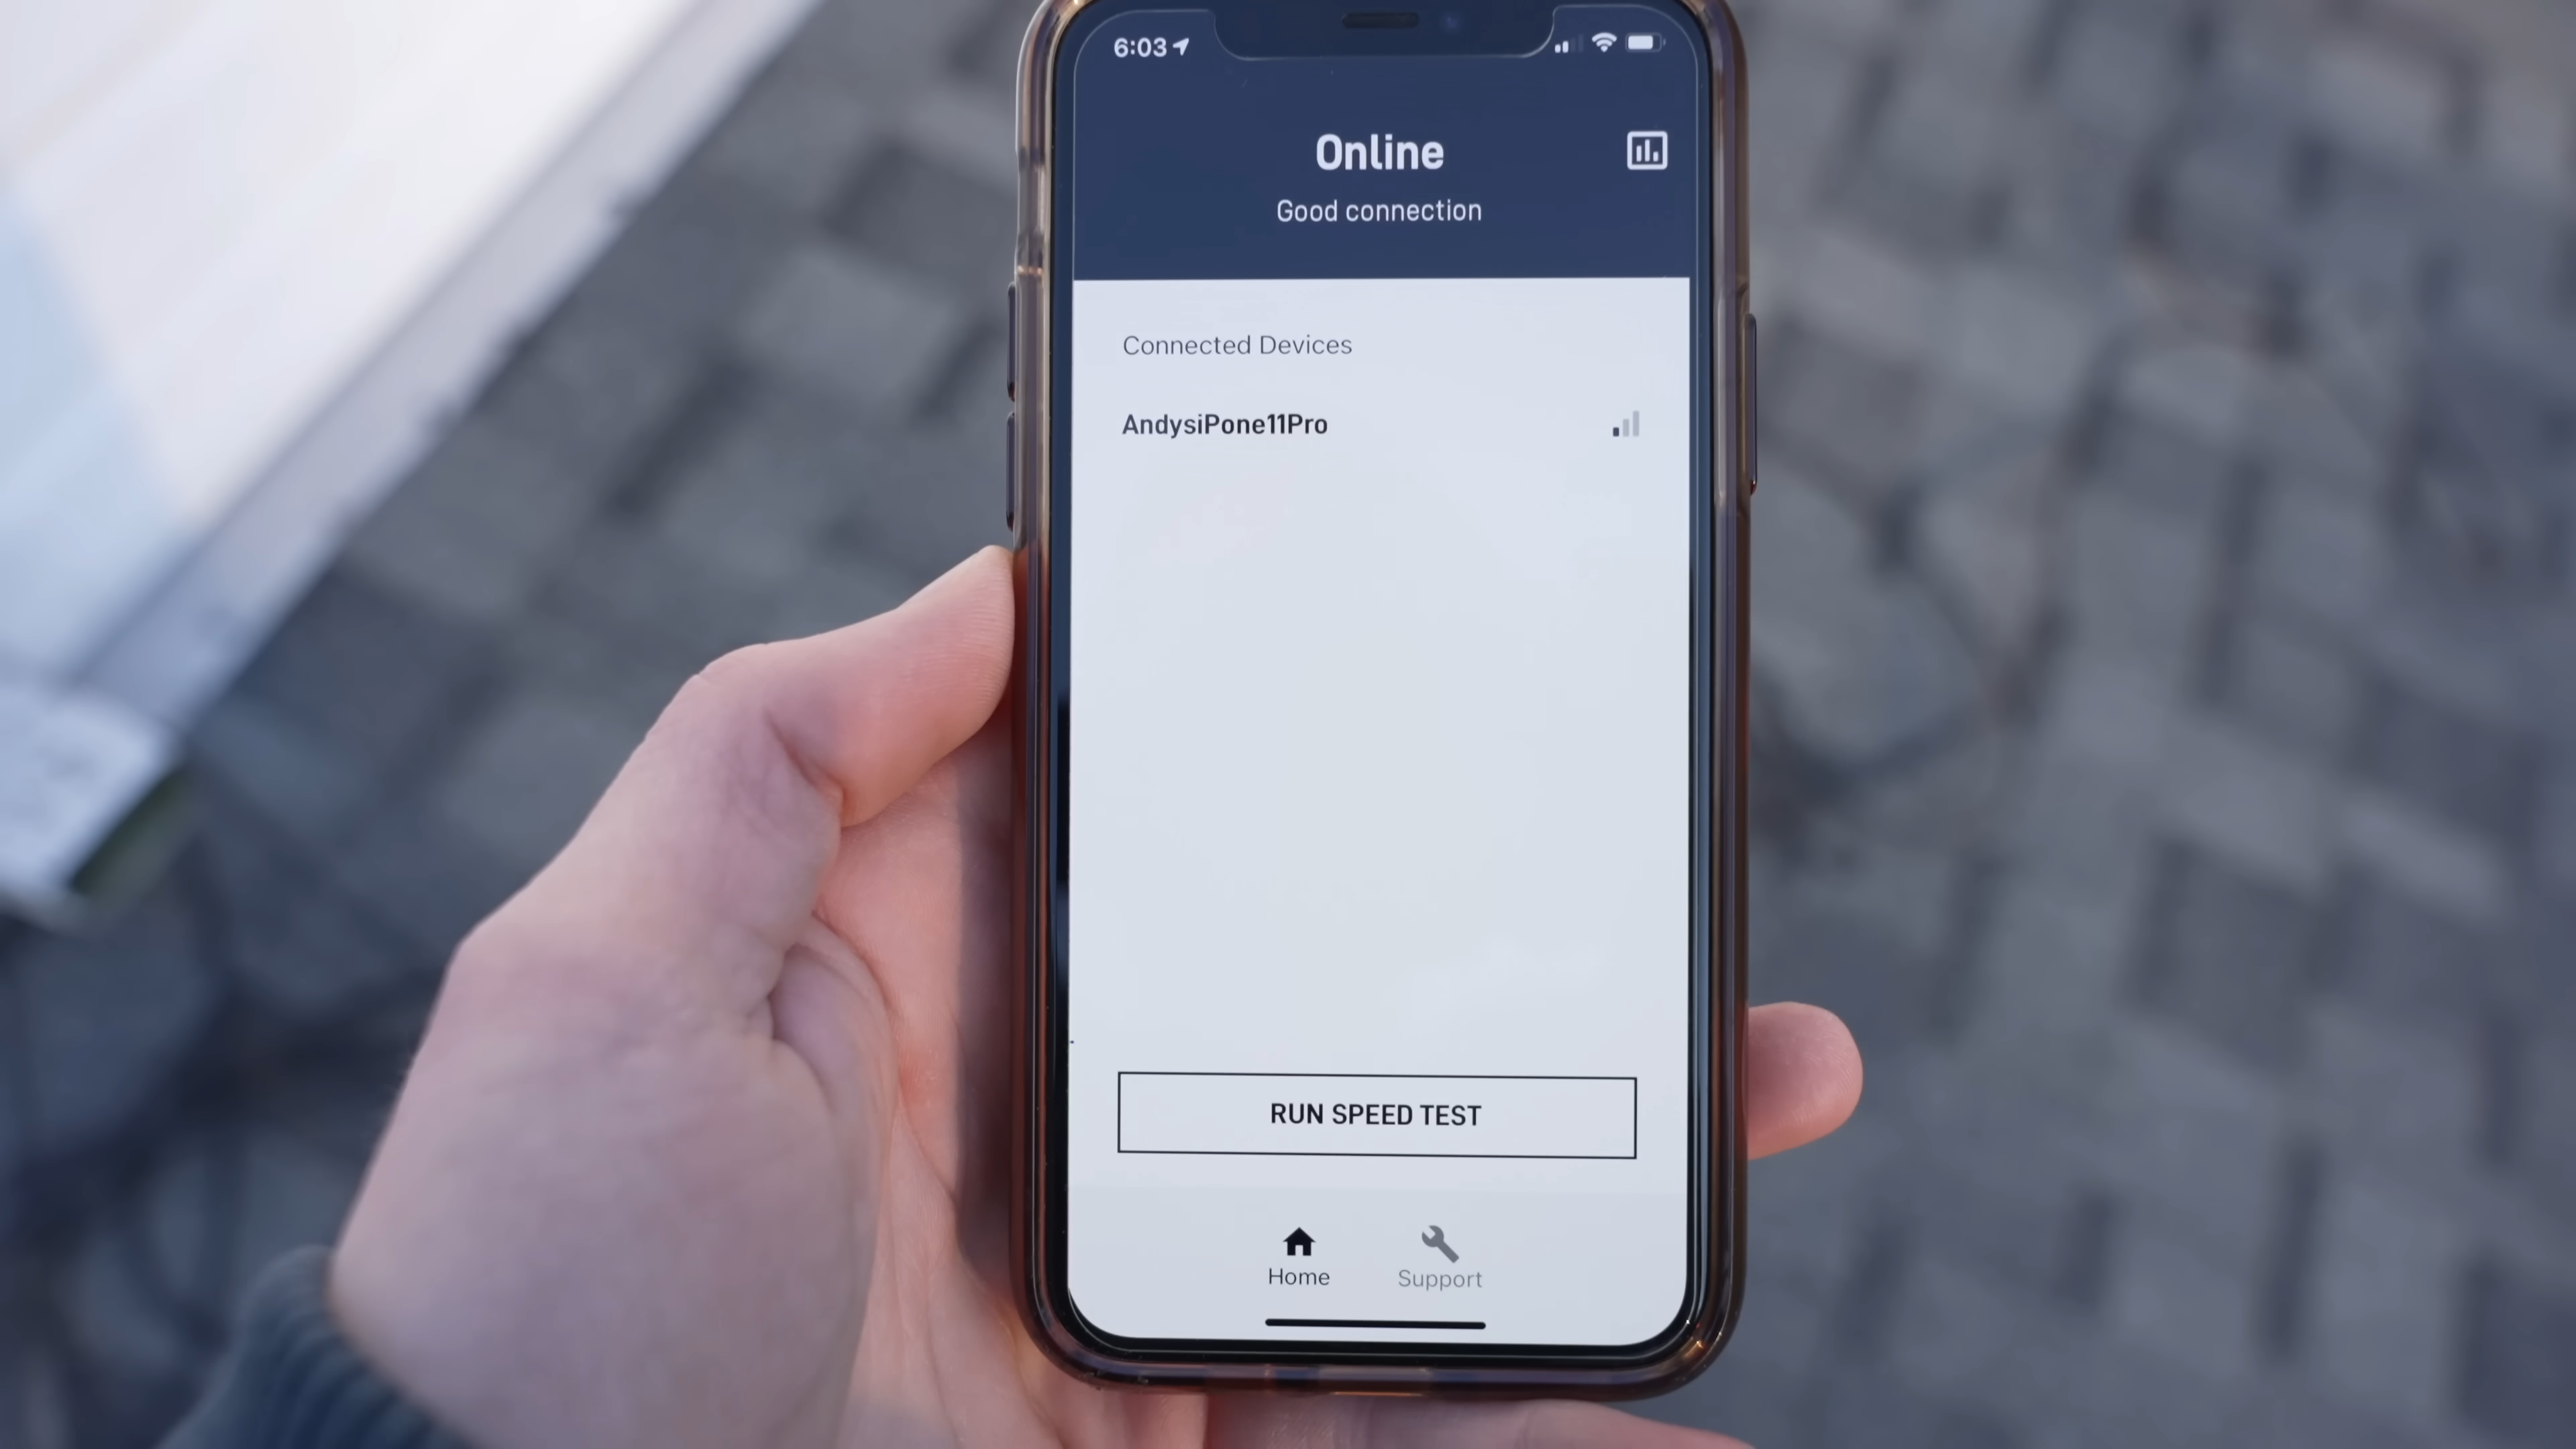 6:03
Online
Good connection
Connected Devices
AndysiPone11Pro
RUN SPEED TEST
Home
Support